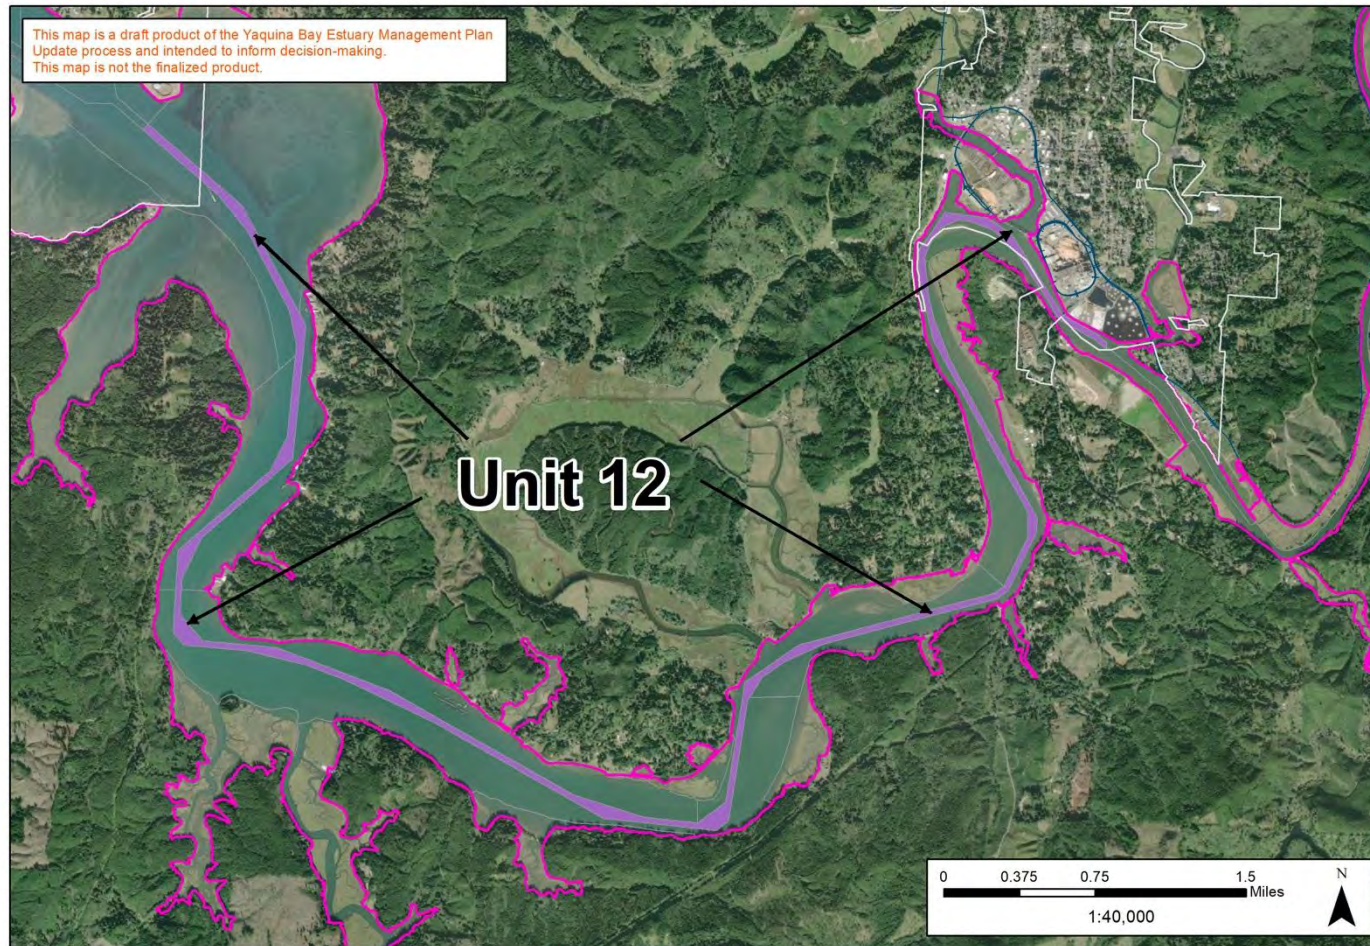 This map is a draft product of the Yaquina Bay Estuary Management Plan
Update process and intended to inform decision-making.
This map is not the finalized product.
Unit 12
0 0.375 0.75 1.5
Miles
1:40,000
N